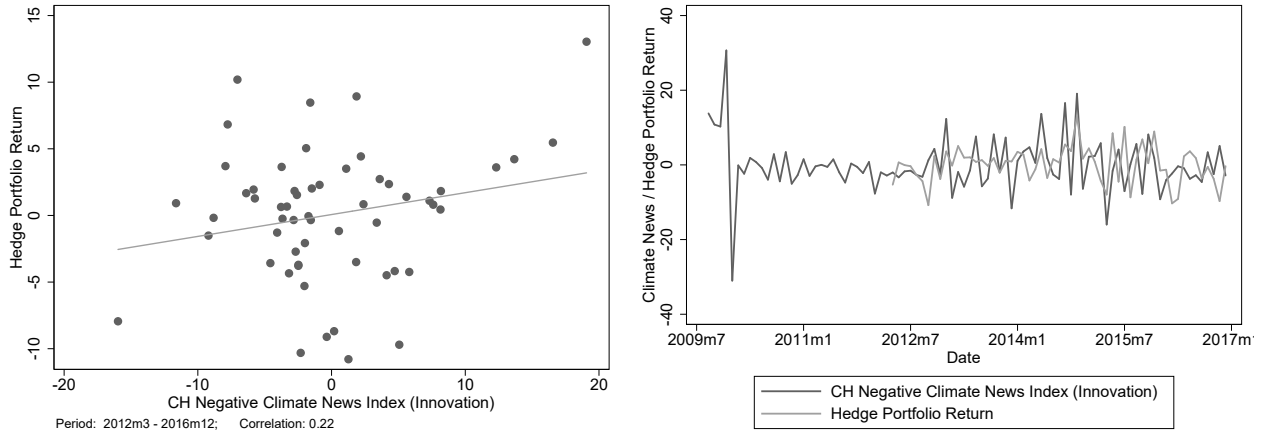 Hedge Portfolio Return
15
10
5
0
-5
-10
-20
-10
0
10
20
CH Negative Climate News Index (Innovation)
Period: 2012m3 - 2016m12; Correlation: 0.22
Climate News / Hedge Portfolio Return
40
20
0
-20
-40
2009m7
2011m1
2012m7
2014m1
2015m7
2017m
Date
CH Negative Climate News Index (Innovation)
Hedge Portfolio Return